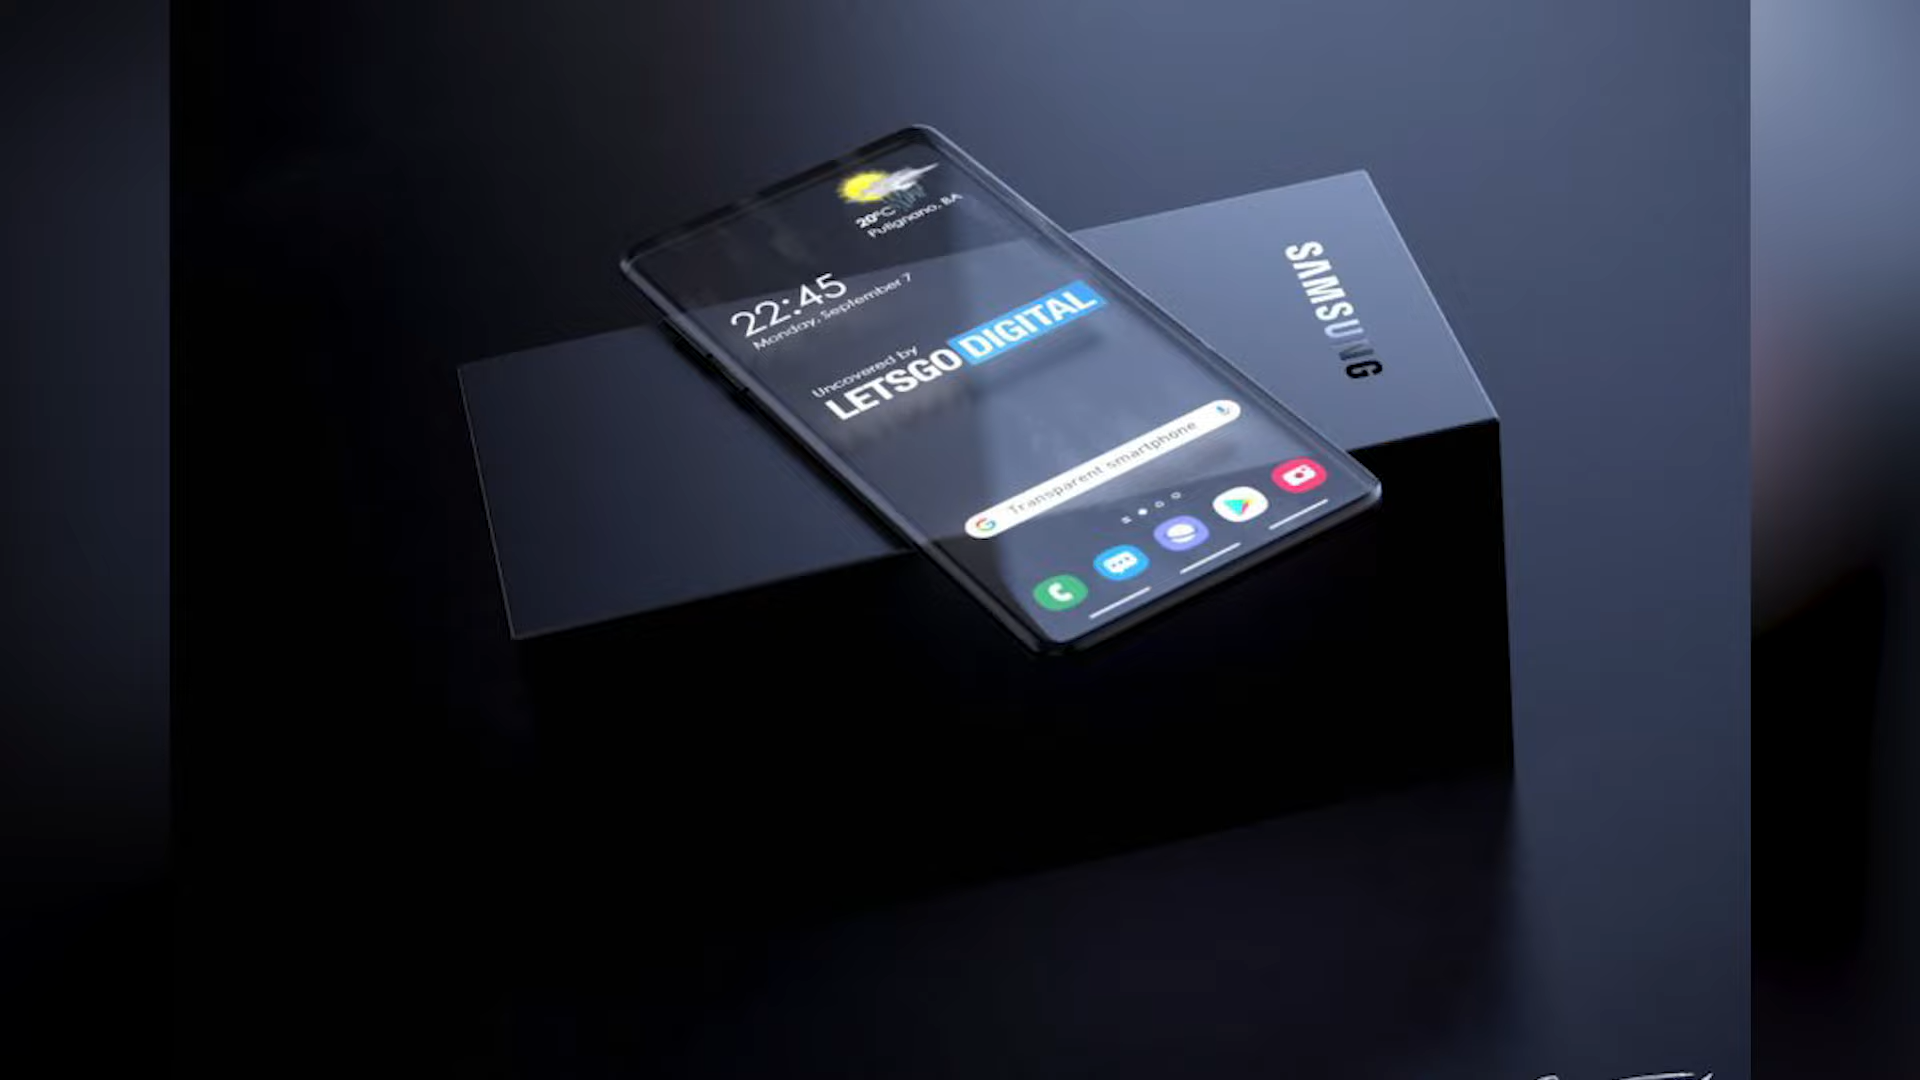 20°C
Putignano, BA
22:45
Monday, September 7
Uncovered by
LETSGO DIGITAL
Transparent smartphone
SAMSUNG